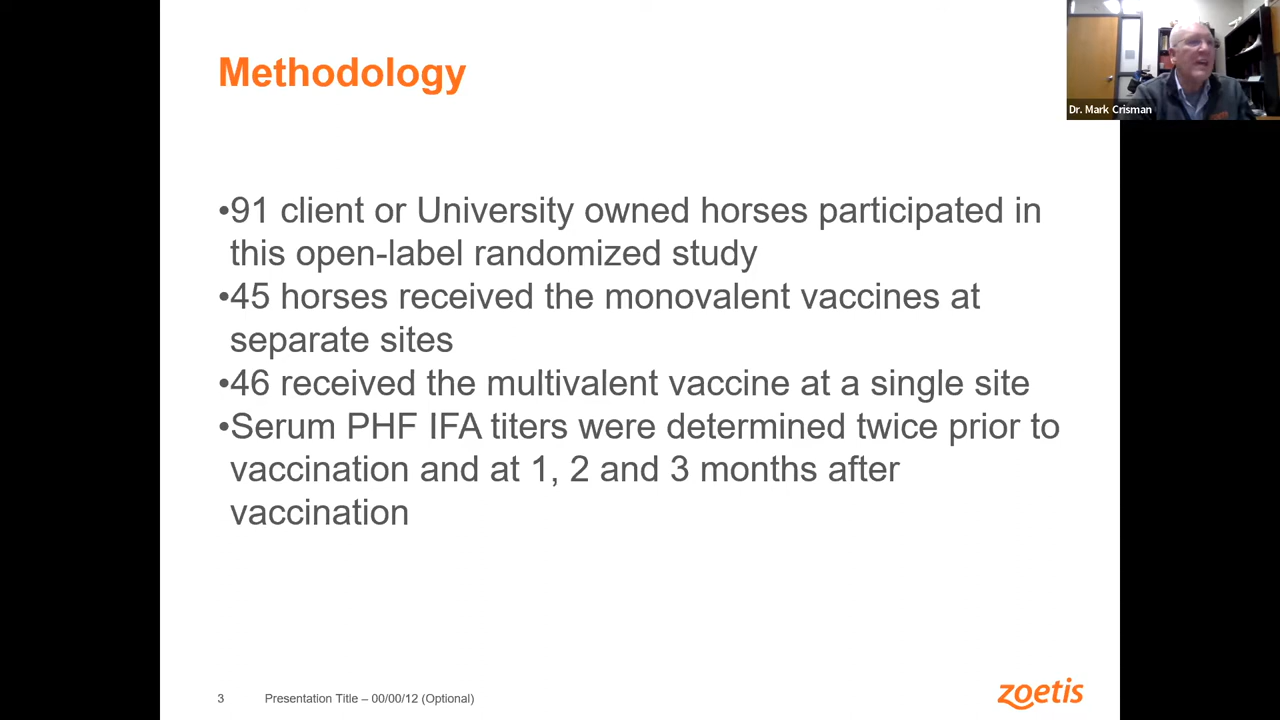 Methodology
Dr. Mark Crisman
•91 client or University owned horses participated in
this open-label randomized study
•45 horses received the monovalent vaccines at
separate sites
•46 received the multivalent vaccine at a single site
•Serum PHF IFA titers were determined twice prior to
vaccination and at 1, 2 and 3 months after
vaccination
3 Presentation Title – 00/00/12 (Optional)
zoetis